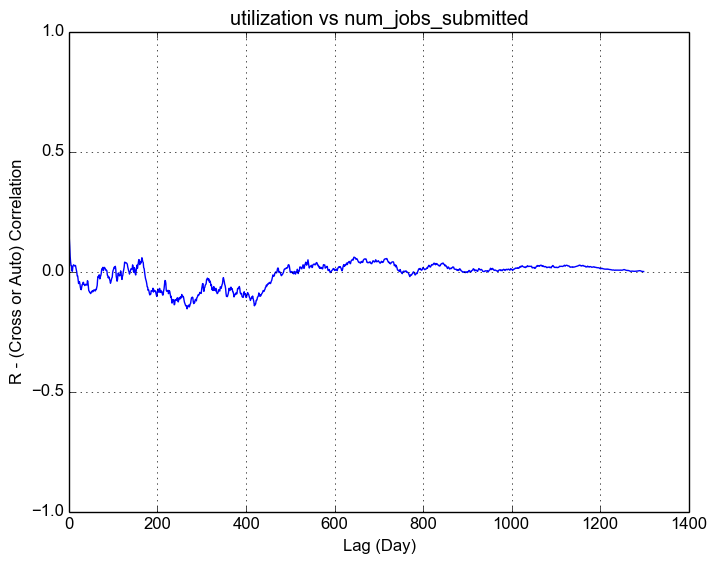 utilization vs num_jobs_submitted
1.0
0.5
0.0
−0.5
−1.0
R - (Cross or Auto) Correlation
0 200 400 600 800 1000 1200 1400
Lag (Day)